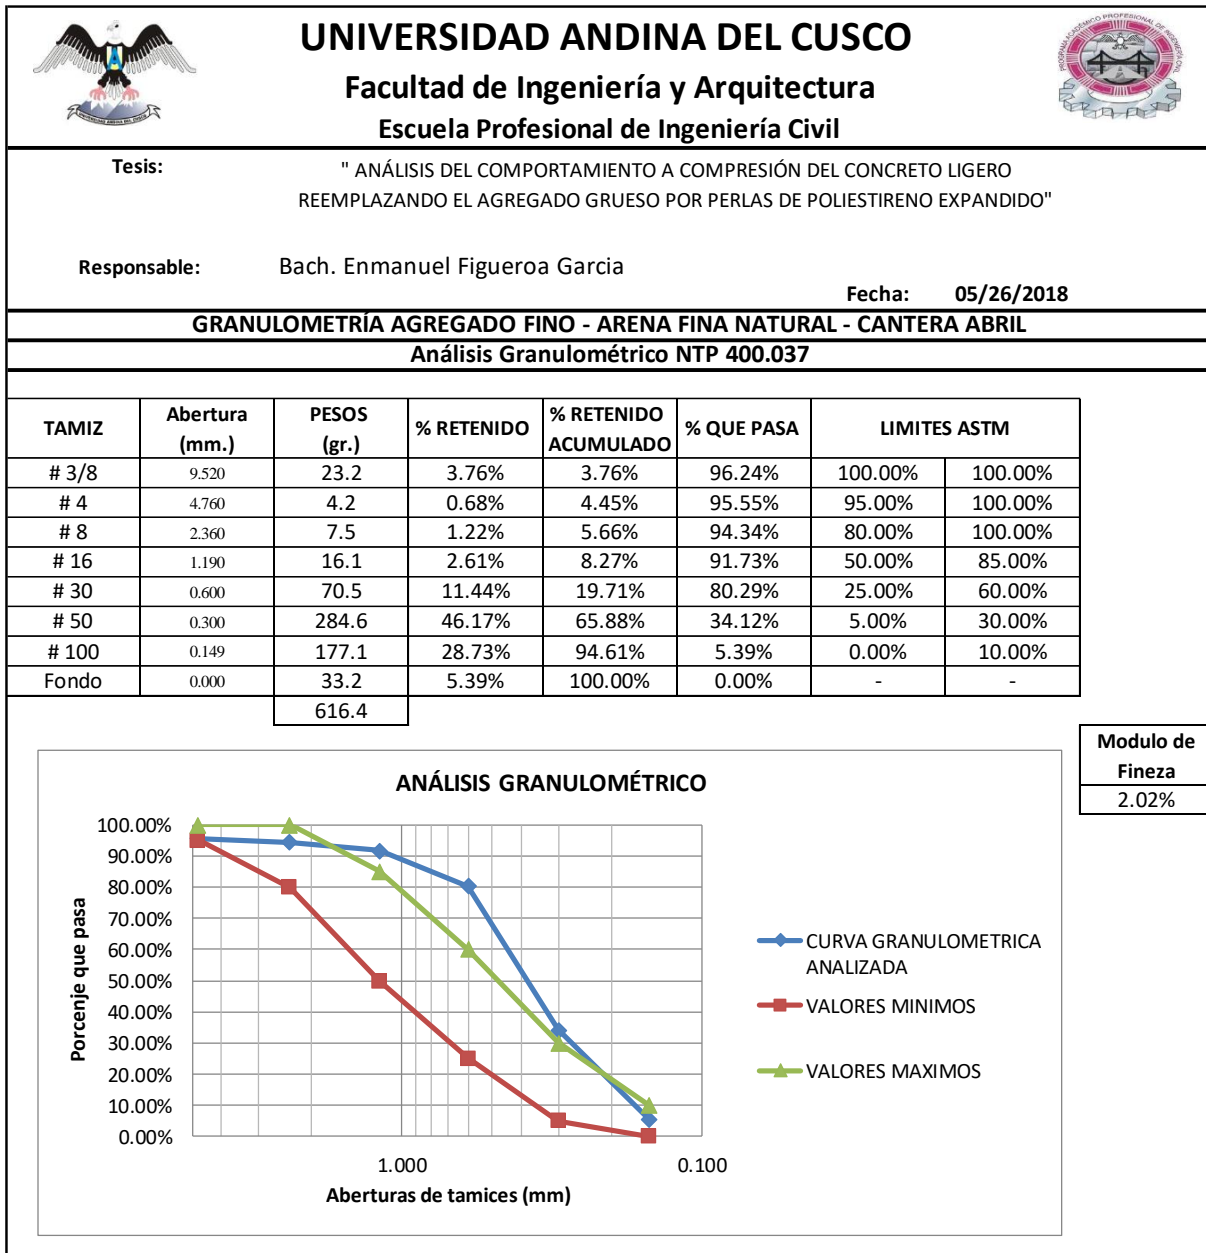 UNIVERSIDAD ANDINA DEL CUSCO
Facultad de Ingeniería y Arquitectura
Escuela Profesional de Ingeniería Civil
UNIVERSIDAD ANDINA DEL CUSCO
Tesis: " ANÁLISIS DEL COMPORTAMIENTO A COMPRESIÓN DEL CONCRETO LIGERO
REEMPLAZANDO EL AGREGADO GRUESO POR PERLAS DE POLIESTIRENO EXPANDIDO"
Responsable: Bach. Enmanuel Figueroa Garcia
Fecha: 05/26/2018
GRANULOMETRÍA AGREGADO FINO - ARENA FINA NATURAL - CANTERA ABRIL
Análisis Granulométrico NTP 400.037
TAMIZ Abertura (mm.) PESOS (gr.) % RETENIDO % RETENIDO ACUMULADO % QUE PASA LIMITES ASTM
# 3/8 9.520 23.2 3.76% 3.76% 96.24% 100.00% 100.00%
# 4 4.760 4.2 0.68% 4.45% 95.55% 95.00% 100.00%
# 8 2.360 7.5 1.22% 5.66% 94.34% 80.00% 100.00%
# 16 1.190 16.1 2.61% 8.27% 91.73% 50.00% 85.00%
# 30 0.600 70.5 11.44% 19.71% 80.29% 25.00% 60.00%
# 50 0.300 284.6 46.17% 65.88% 34.12% 5.00% 30.00%
# 100 0.149 177.1 28.73% 94.61% 5.39% 0.00% 10.00%
Fondo 0.000 33.2 5.39% 100.00% 0.00% - -
616.4
Modulo de
Fineza
2.02%
ANÁLISIS GRANULOMÉTRICO
Porcenje que pasa
100.00%
90.00%
80.00%
70.00%
60.00%
50.00%
40.00%
30.00%
20.00%
10.00%
0.00%
1.000 0.100
Aberturas de tamices (mm)
CURVA GRANULOMETRICA
ANALIZADA
VALORES MINIMOS
VALORES MAXIMOS